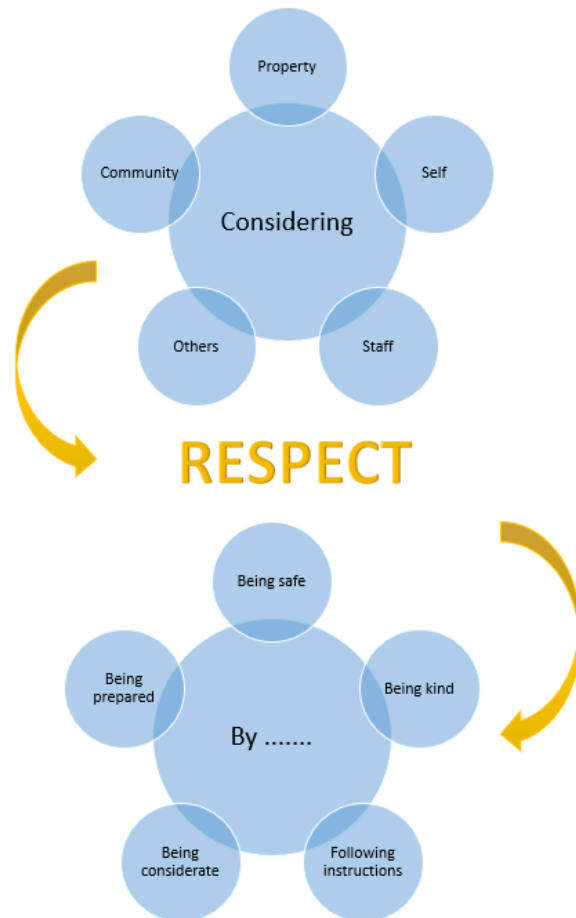 Property
Community
Self
Considering
Others
Staff
RESPECT
Being safe
Being
prepared
Being kind
By .......
Being
considerate
Following
instructions